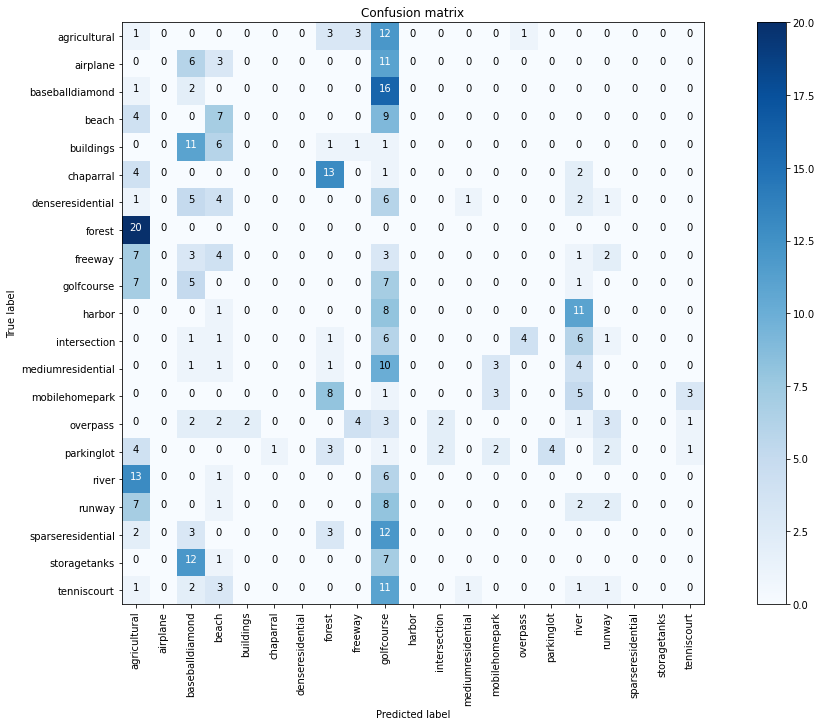 Confusion matrix
agricultural 1 0 0 0 0 0 0 3 3 12 0 0 0 0 1 0 0 0 0 0 0
airplane 0 0 6 3 0 0 0 0 0 11 0 0 0 0 0 0 0 0 0 0 0
baseballdiamond 1 0 2 0 0 0 0 0 0 16 0 0 0 0 0 0 0 0 0 0 0
beach 4 0 0 7 0 0 0 0 0 9 0 0 0 0 0 0 0 0 0 0 0
buildings 0 0 11 6 0 0 0 1 1 1 0 0 0 0 0 0 0 0 0 0 0
chaparral 4 0 0 0 0 0 0 13 0 1 0 0 0 0 0 0 2 0 0 0 0
denseresidential 1 0 5 4 0 0 0 0 0 6 0 0 1 0 0 0 2 1 0 0 0
forest 20 0 0 0 0 0 0 0 0 0 0 0 0 0 0 0 0 0 0 0 0
freeway 7 0 3 4 0 0 0 0 0 3 0 0 0 0 0 0 1 2 0 0 0
golfcourse 7 0 5 0 0 0 0 0 0 7 0 0 0 0 0 0 1 0 0 0 0
harbor 0 0 0 1 0 0 0 0 0 8 0 0 0 0 0 0 11 0 0 0 0
intersection 0 0 1 1 0 0 0 1 0 6 0 0 0 0 4 0 6 1 0 0 0
mediumresidential 0 0 1 1 0 0 0 1 0 10 0 0 0 3 0 0 4 0 0 0 0
mobilehomepark 0 0 0 0 0 0 0 8 0 1 0 0 0 3 0 0 5 0 0 0 3
overpass 0 0 2 2 2 0 0 0 4 3 0 2 0 0 0 0 1 3 0 0 1
parkinglot 4 0 0 0 0 1 0 3 0 1 0 2 0 2 0 4 0 2 0 0 1
river 13 0 0 1 0 0 0 0 0 6 0 0 0 0 0 0 0 0 0 0 0
runway 7 0 0 1 0 0 0 0 0 8 0 0 0 0 0 0 2 2 0 0 0
sparseresidential 2 0 3 0 0 0 0 3 0 12 0 0 0 0 0 0 0 0 0 0 0
storagetanks 0 0 12 1 0 0 0 0 0 7 0 0 0 0 0 0 0 0 0 0 0
tenniscourt 1 0 2 3 0 0 0 0 0 11 0 0 1 0 0 0 1 1 0 0 0
True label
agricultural
airplane
baseballdiamond
beach
buildings
chaparral
denseresidential
forest
freeway
golfcourse
harbor
intersection
mediumresidential
mobilehomepark
overpass
parkinglot
river
runway
sparseresidential
storagetanks
tenniscourt
Predicted label
20.0
17.5
15.0
12.5
10.0
7.5
5.0
2.5
0.0